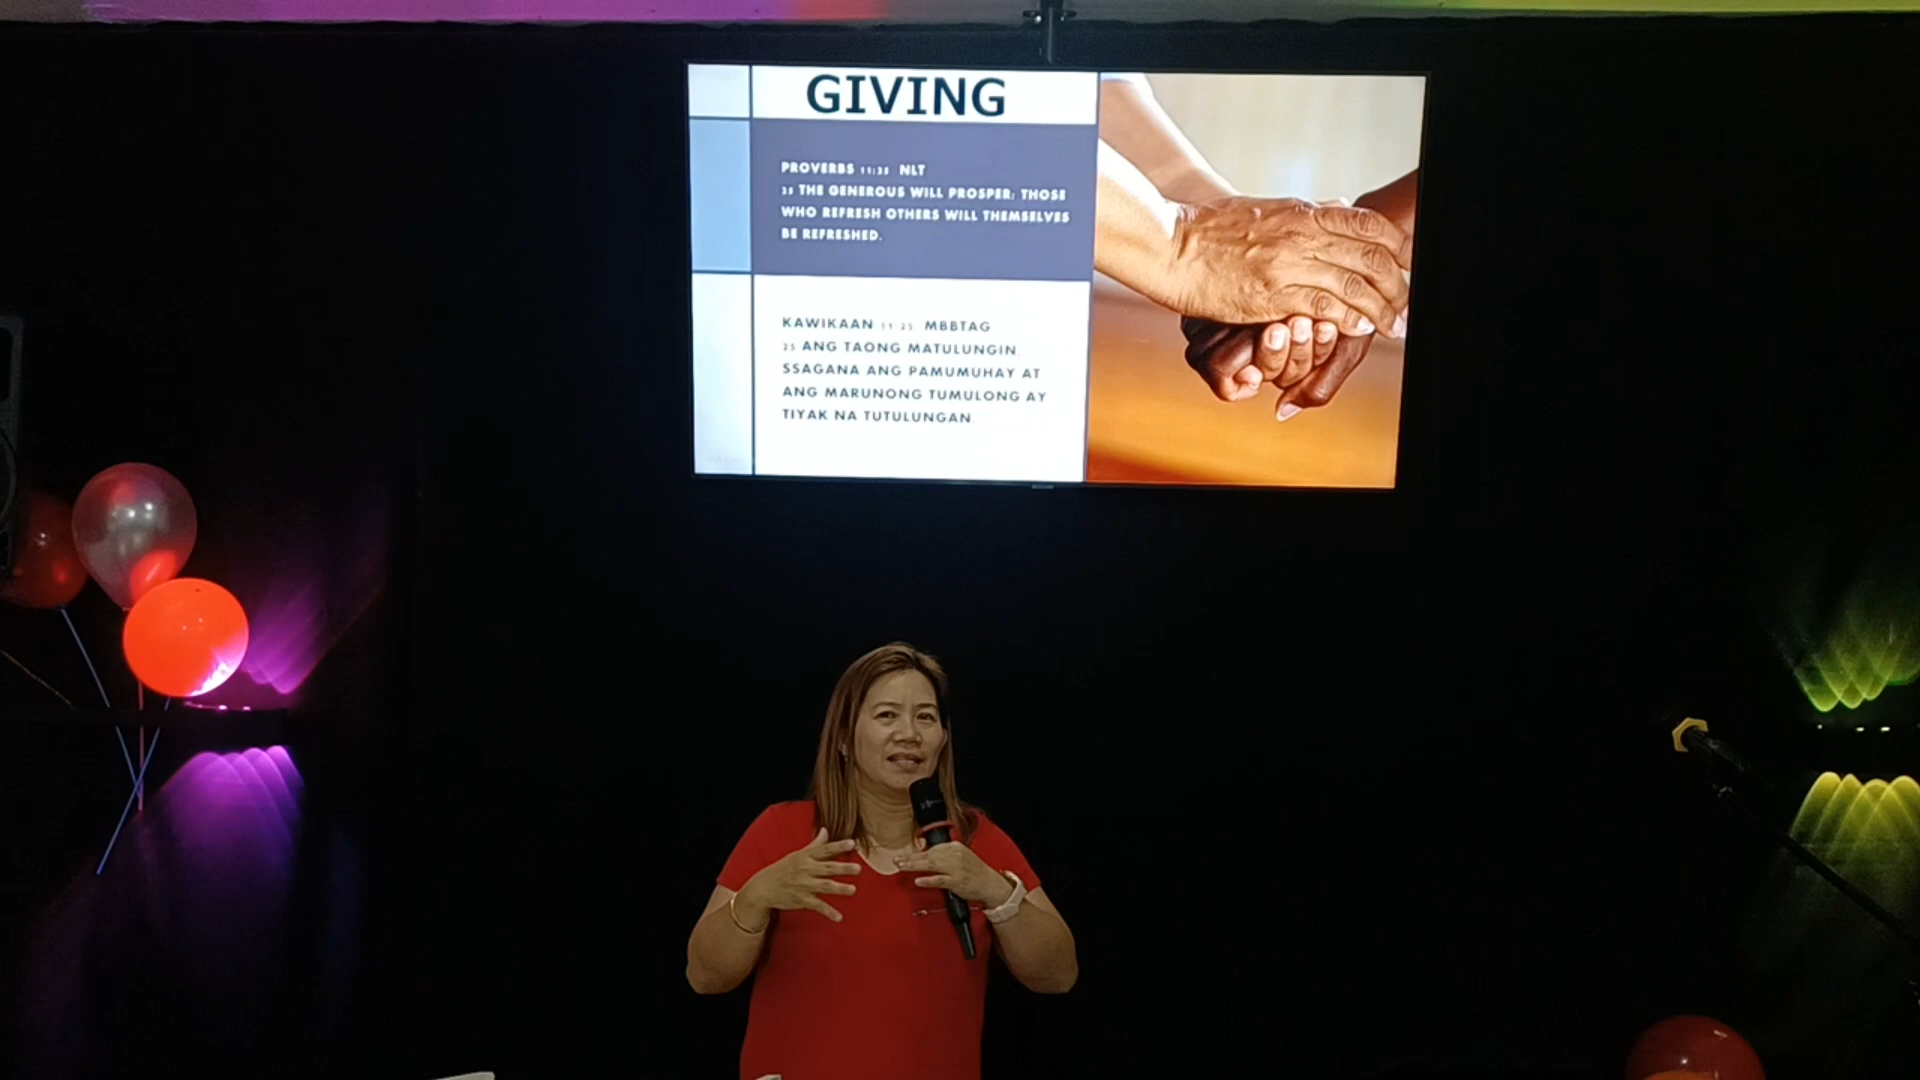 GIVING
PROVERBS 11:25 NLT
25 THE GENEROUS WILL PROSPER; THOSE
WHO REFRESH OTHERS WILL THEMSELVES
BE REFRESHED.
KAWIKAAN 11:25 MBBTAG
25 ANG TAONG MATULUNGIN
SSAGANA ANG PAMUMUHAY AT
ANG MARUNONG TUMULONG AY
TIYAK NA TUTULUNGAN.